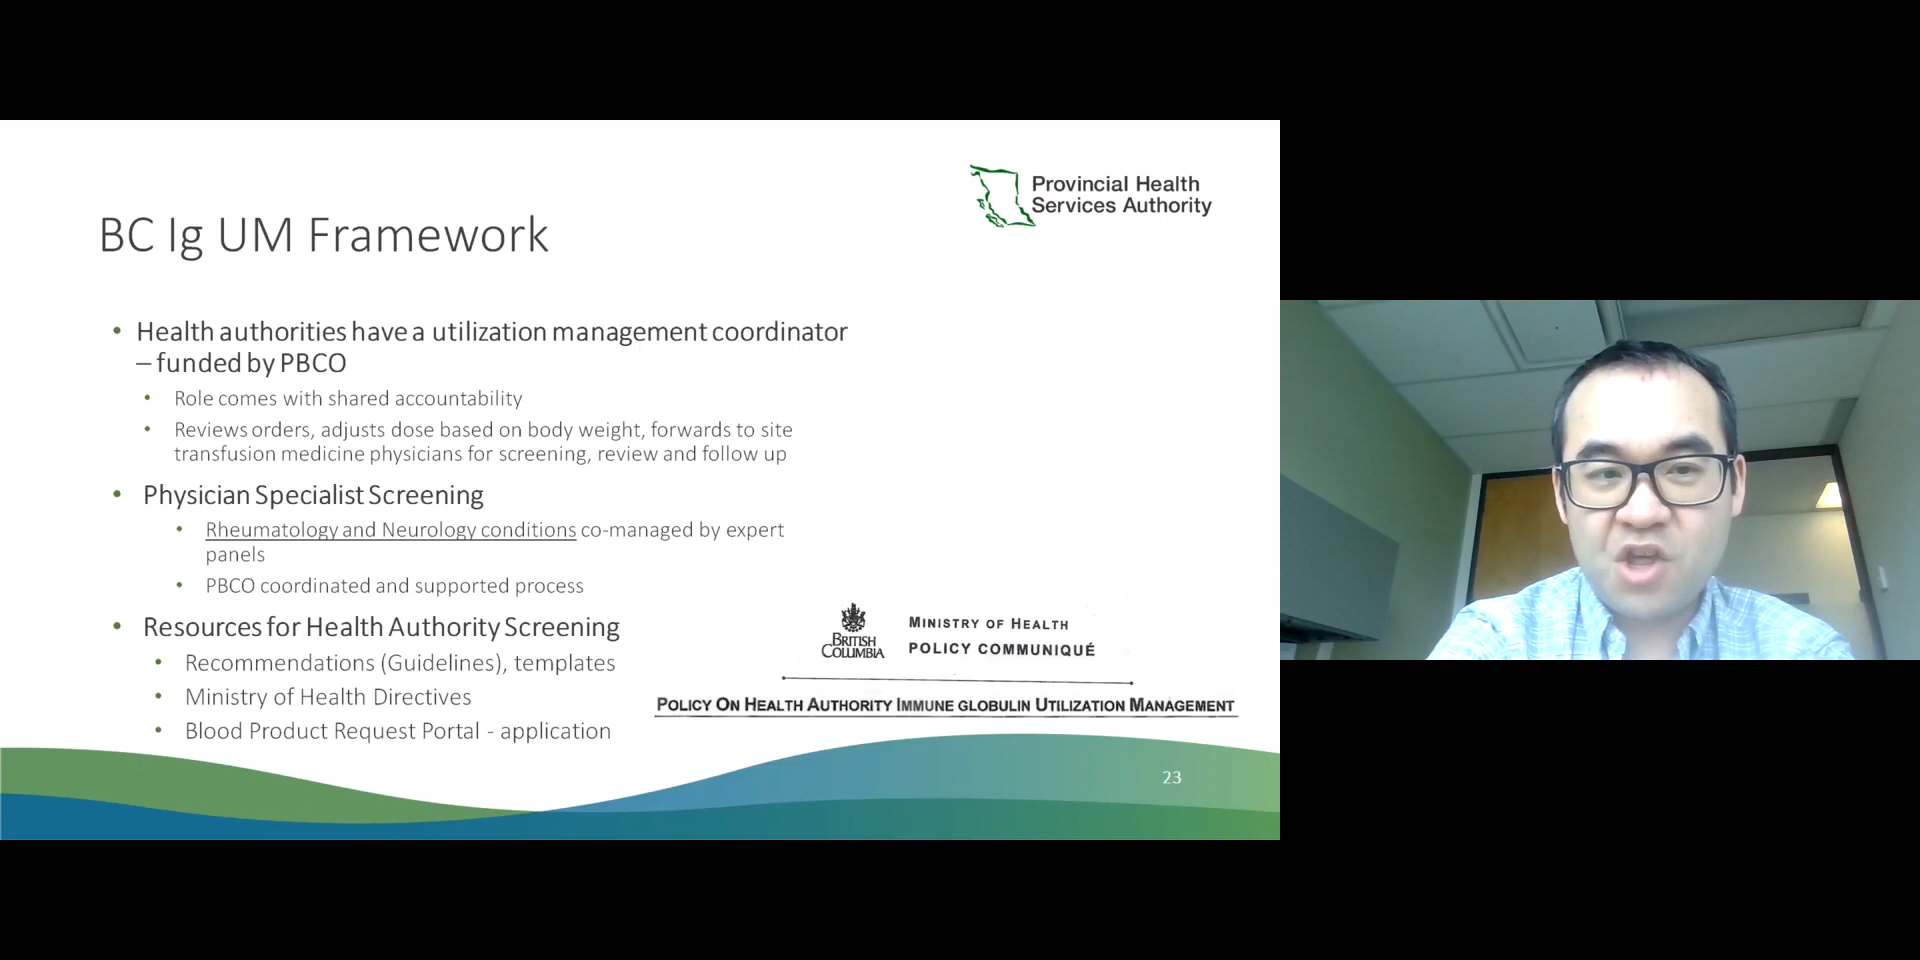 Provincial Health
Services Authority
BC Ig UM Framework
• Health authorities have a utilization management coordinator
– funded by PBCO
• Role comes with shared accountability
• Reviews orders, adjusts dose based on body weight, forwards to site
transfusion medicine physicians for screening, review and follow up
• Physician Specialist Screening
• Rheumatology and Neurology conditions co-managed by expert
panels
• PBCO coordinated and supported process
• Resources for Health Authority Screening
• Recommendations (Guidelines), templates
• Ministry of Health Directives
• Blood Product Request Portal - application
BRITISH
COLUMBIA
MINISTRY OF HEALTH
POLICY COMMUNIQUÉ
POLICY ON HEALTH AUTHORITY IMMUNE GLOBULIN UTILIZATION MANAGEMENT
23